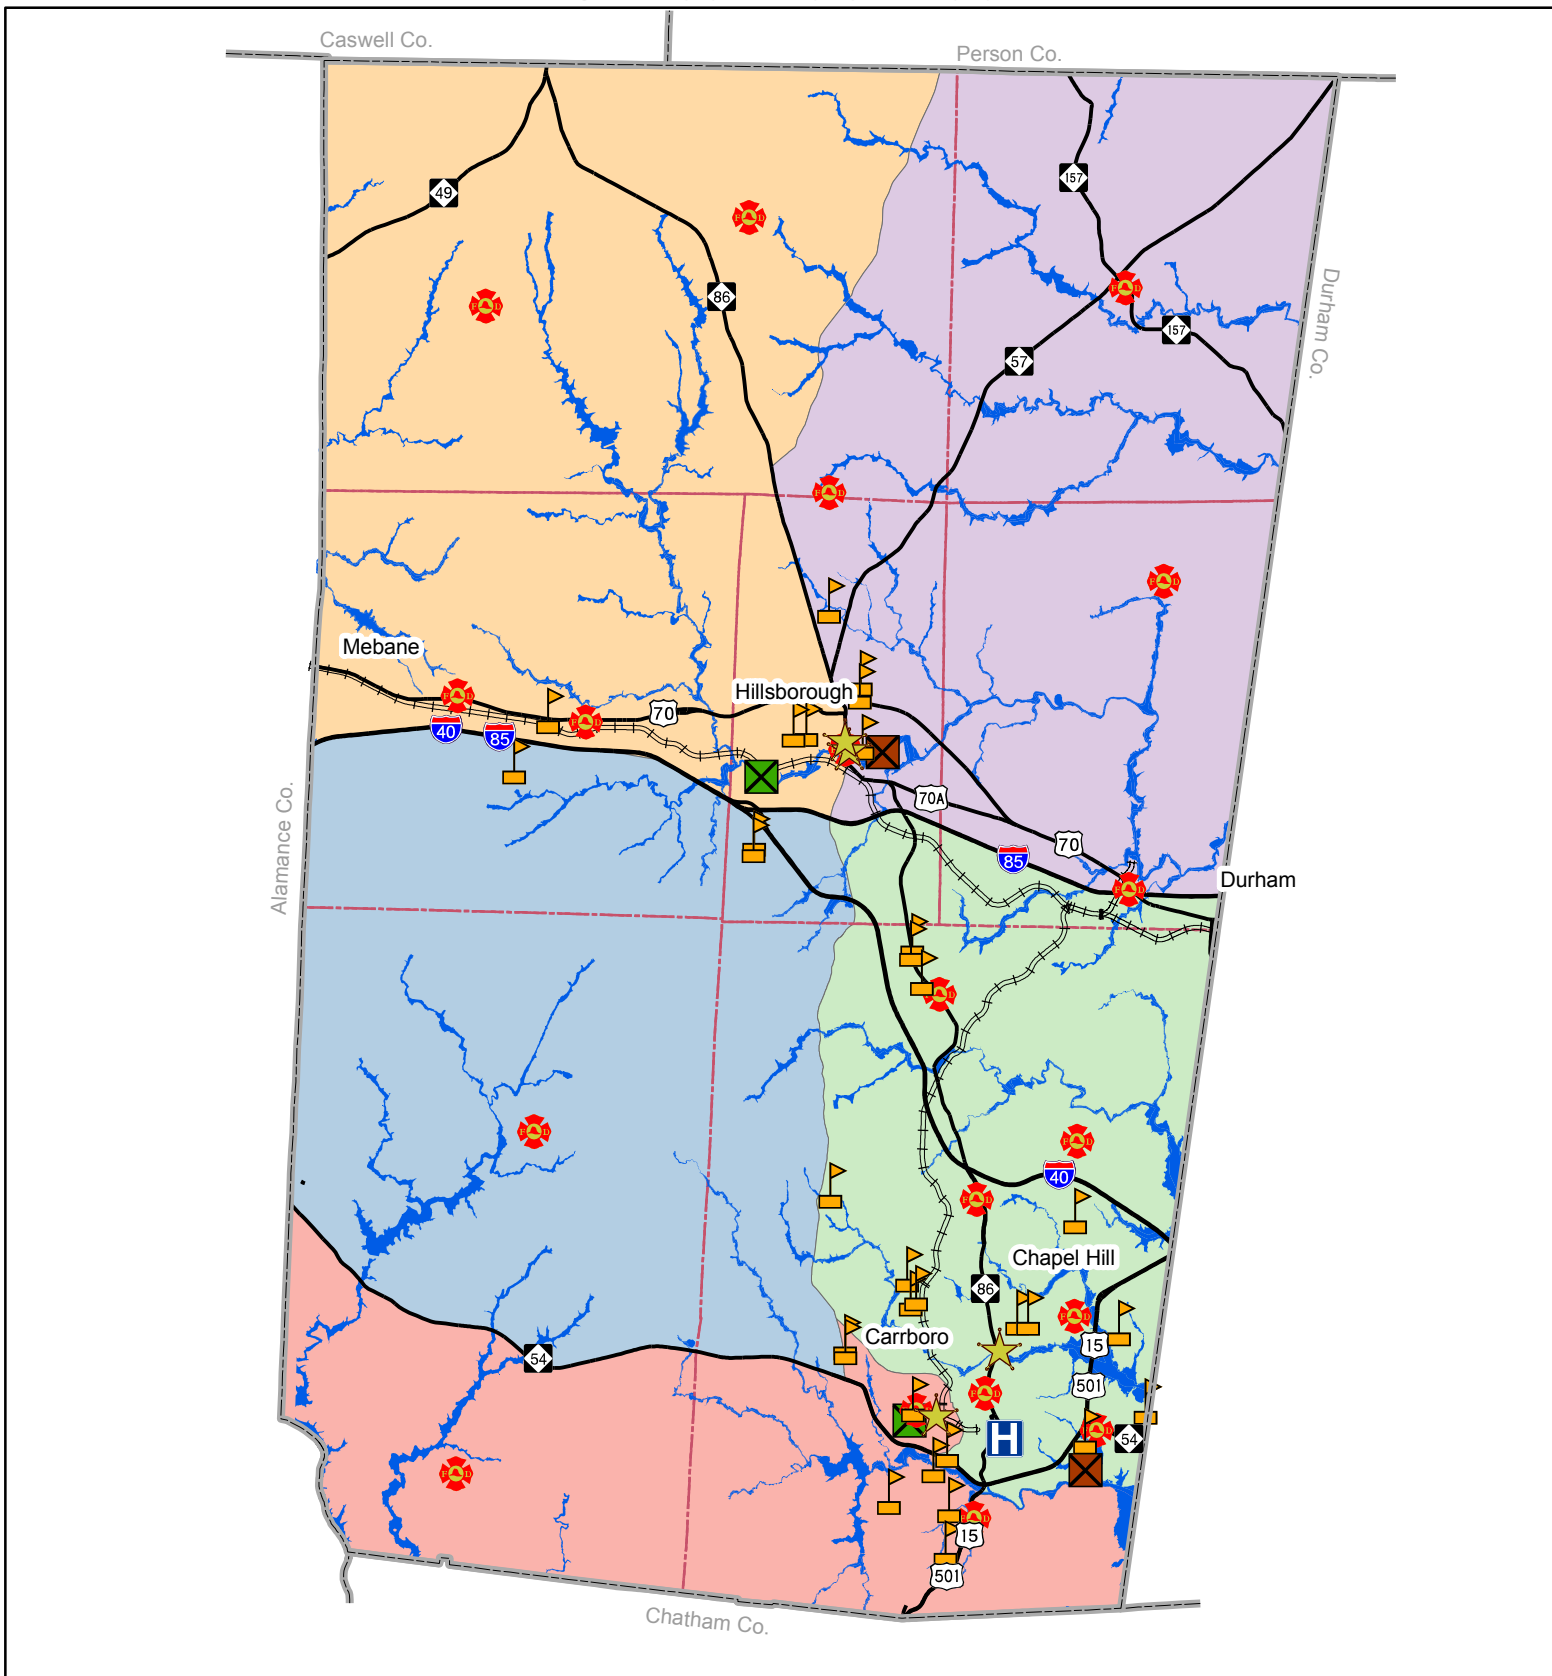 Caswell Co.
Person Co.
157
49
F D
Durham Co.
F D
86
F D
157
57
F D
F D
Mebane
Hillsborough
F D
70
F D
40
85
70A
70
85
Durham
F D
Alamance Co.
F D
F D
F D
40
F D
Chapel Hill
86
F D
Carrboro
15
54
501
F D
F D
54
H
F D
F D
15
501
Chatham Co.